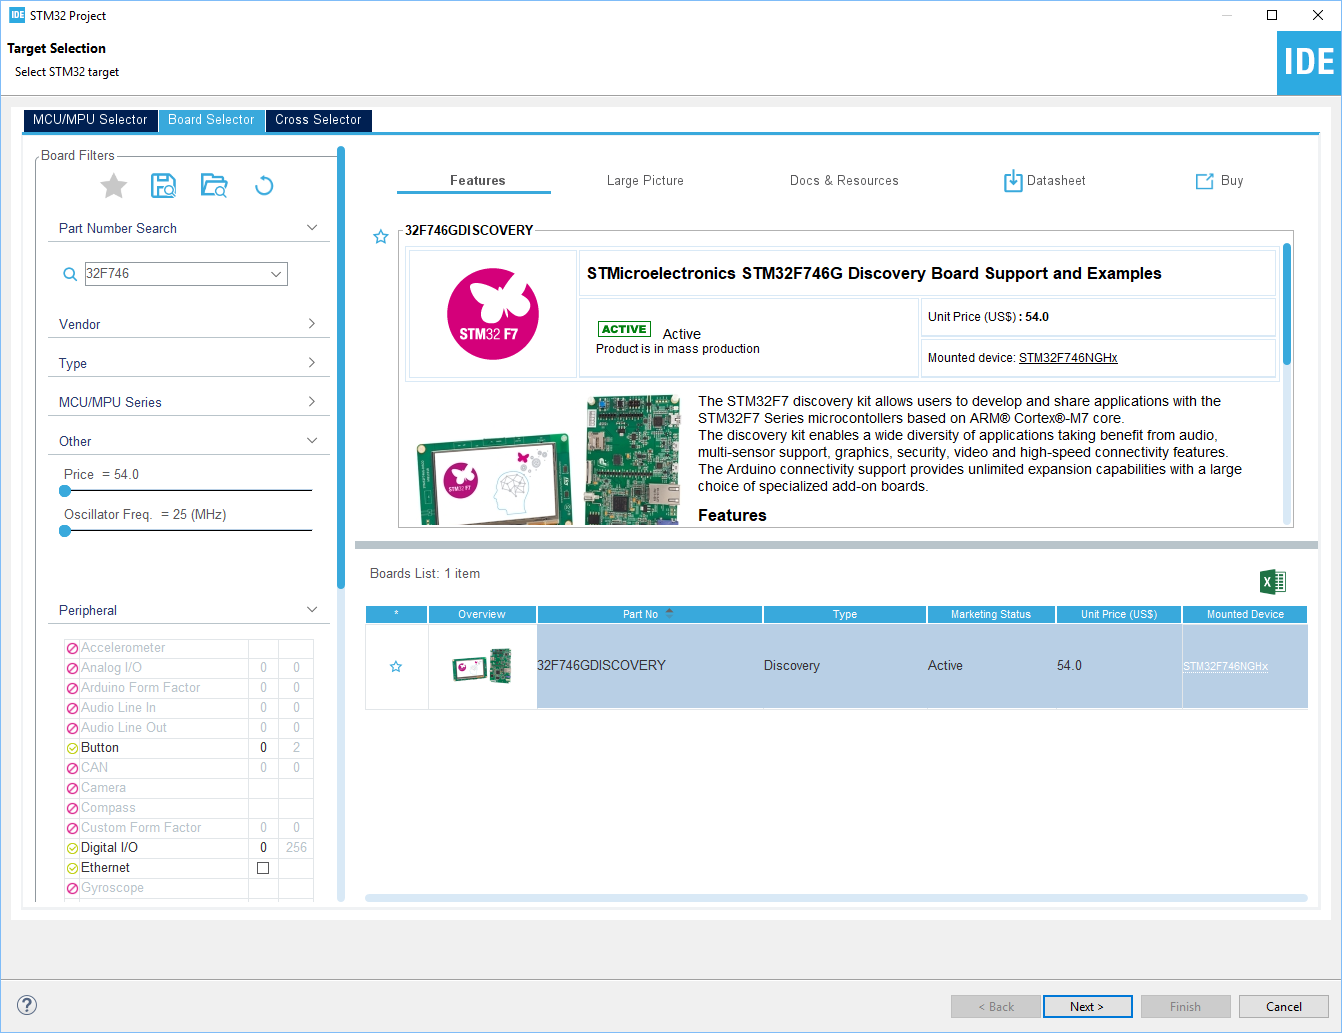 IDE STM32 Project
Target Selection
Select STM32 target
IDE
MCU/MPU Selector
Board Selector
Cross Selector
Board Filters
Part Number Search
32F746
Vendor
Type
MCU/MPU Series
Other
Price = 54.0
Oscillator Freq. = 25 (MHz)
Peripheral
Accelerometer
Analog I/O 0 0
Arduino Form Factor 0 0
Audio Line In 0 0
Audio Line Out 0 0
Button 0 2
CAN 0 0
Camera
Compass
Custom Form Factor 0 0
Digital I/O 0 256
Ethernet
Gyroscope
Features
Large Picture
Docs & Resources
Datasheet
Buy
32F746GDISCOVERY
STM32 F7
STMicroelectronics STM32F746G Discovery Board Support and Examples
ACTIVE Active
Product is in mass production
Unit Price (US$) : 54.0
Mounted device: STM32F746NGHx
STM32 F7
The STM32F7 discovery kit allows users to develop and share applications with the
STM32F7 Series microcontollers based on ARM® Cortex®-M7 core.
The discovery kit enables a wide diversity of applications taking benefit from audio,
multi-sensor support, graphics, security, video and high-speed connectivity features.
The Arduino connectivity support provides unlimited expansion capabilities with a large
choice of specialized add-on boards.
Features
Boards List: 1 item
* Overview Part No Type Marketing Status Unit Price (US$) Mounted Device
32F746GDISCOVERY Discovery Active 54.0 STM32F746NGHx
?
< Back
Next >
Finish
Cancel